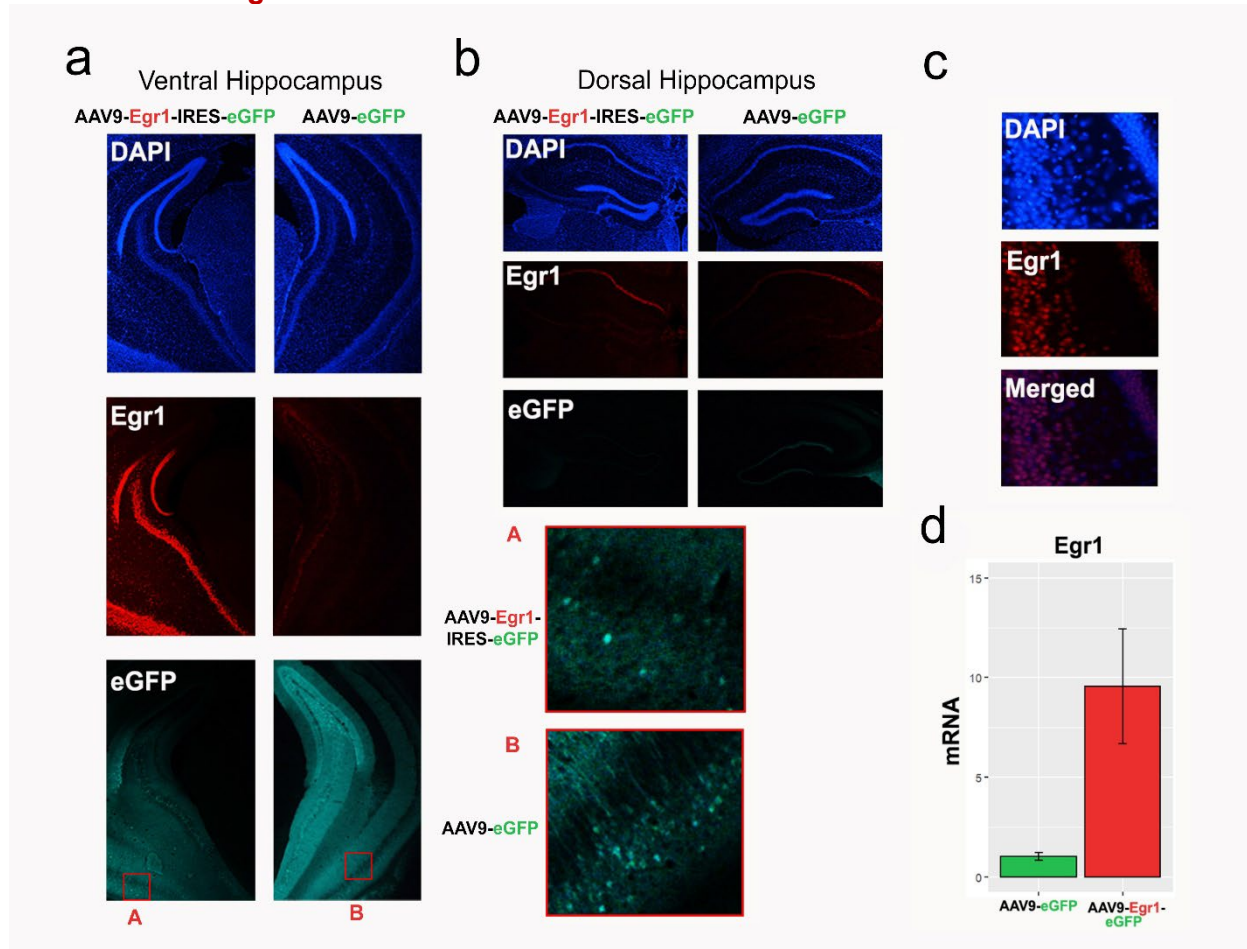 a
Ventral Hippocampus
AAV9-Egr1-IRES-eGFP
AAV9-eGFP
DAPI
Egr1
eGFP
A
B
b
Dorsal Hippocampus
AAV9-Egr1-IRES-eGFP
AAV9-eGFP
DAPI
Egr1
eGFP
A
AAV9-Egr1-
IRES-eGFP
B
AAV9-eGFP
c
DAPI
Egr1
Merged
d
Egr1
mRNA
15
10
5
0
AAV9-eGFP
AAV9-Egr1-
eGFP